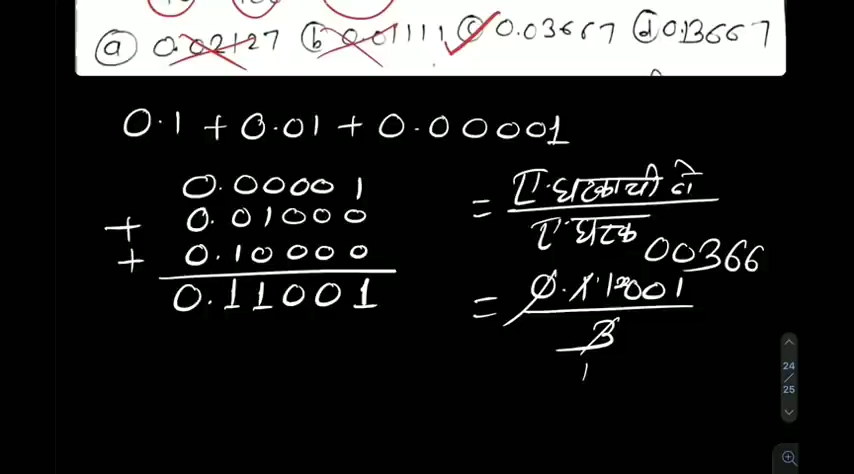 (a) 0.02127 (b) 0.01111 (c) 0.03667 (d) 0.13667
0.1 + 0.01 + 0.00001
0.00001
+ 0.01000
+ 0.10000
0.11001
= ए. घटकांची बे
ए. घटक
00366
= 0.11001
3
1
24
/
25